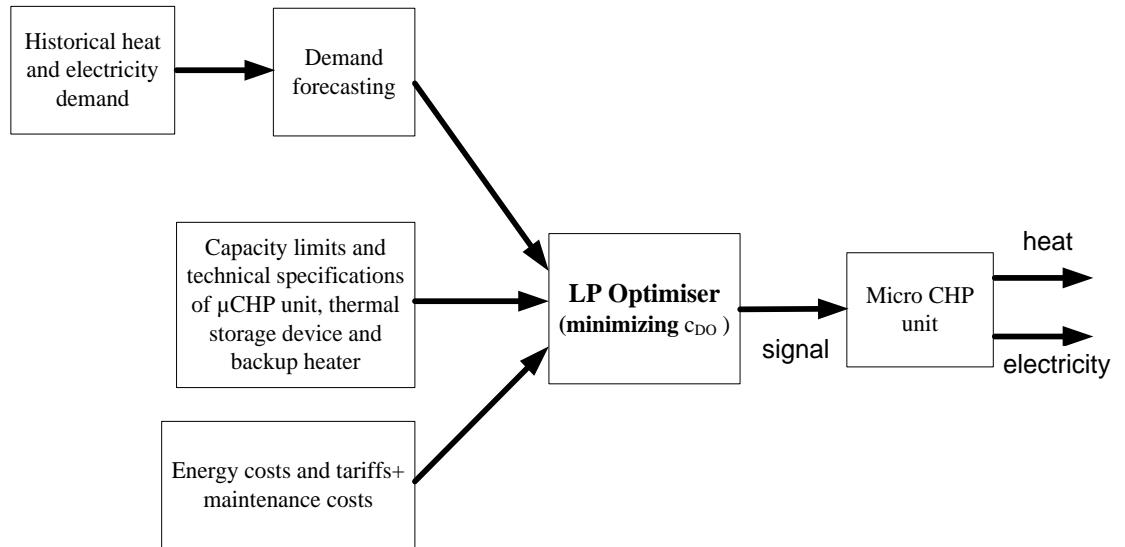 Historical heat
and electricity
demand
Demand
forecasting
Capacity limits and
technical specifications
of μCHP unit, thermal
storage device and
backup heater
Energy costs and tariffs+
maintenance costs
LP Optimiser
(minimizing cDO )
signal
Micro CHP
unit
heat
electricity